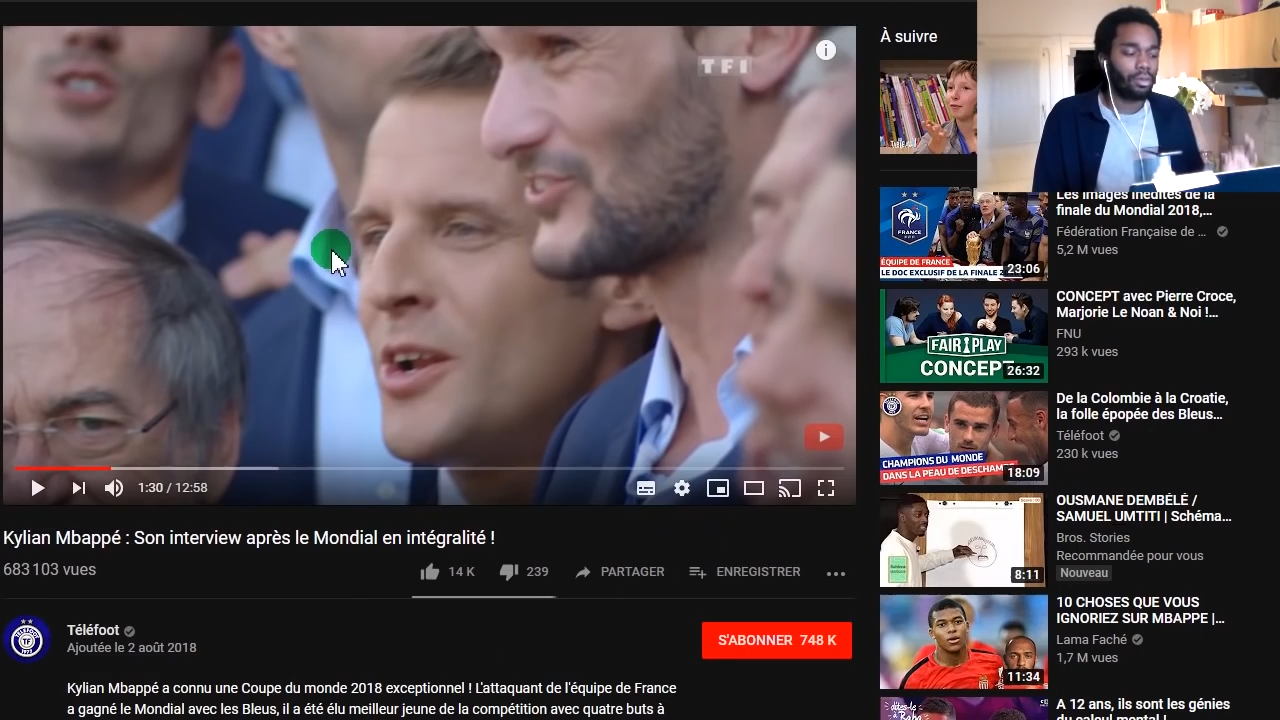 TF1
1:30 / 12:58
Kylian Mbappé : Son interview après le Mondial en intégralité !
683 103 vues
14 K
239
PARTAGER
ENREGISTRER
Téléfoot
Ajoutée le 2 août 2018
S'ABONNER 748 K
Kylian Mbappé a connu une Coupe du monde 2018 exceptionnel ! L'attaquant de l'équipe de France
a gagné le Mondial avec les Bleus, il a été élu meilleur jeune de la compétition avec quatre buts à
À suivre
FRANCE
ÉQUIPE DE FRANCE
LE DOC EXCLUSIF DE LA FINALE 2
23:06
Les images inédites de la
finale du Mondial 2018,...
Fédération Française de ...
5,2 M vues
FAIR PLAY
CONCEPT
26:32
CONCEPT avec Pierre Croce,
Marjorie Le Noan & Noi !...
FNU
293 k vues
CHAMPIONS DU MONDE
DANS LA PEAU DE DESCHAM
18:09
De la Colombie à la Croatie,
la folle épopée des Bleus...
Téléfoot
230 k vues
8:11
OUSMANE DEMBÉLÉ /
SAMUEL UMTITI | Schéma...
Bros. Stories
Recommandée pour vous
Nouveau
11:34
10 CHOSES QUE VOUS
IGNORIEZ SUR MBAPPE |...
Lama Faché
1,7 M vues
dites-le
à Baba
A 12 ans, ils sont les génies
du calcul mental !